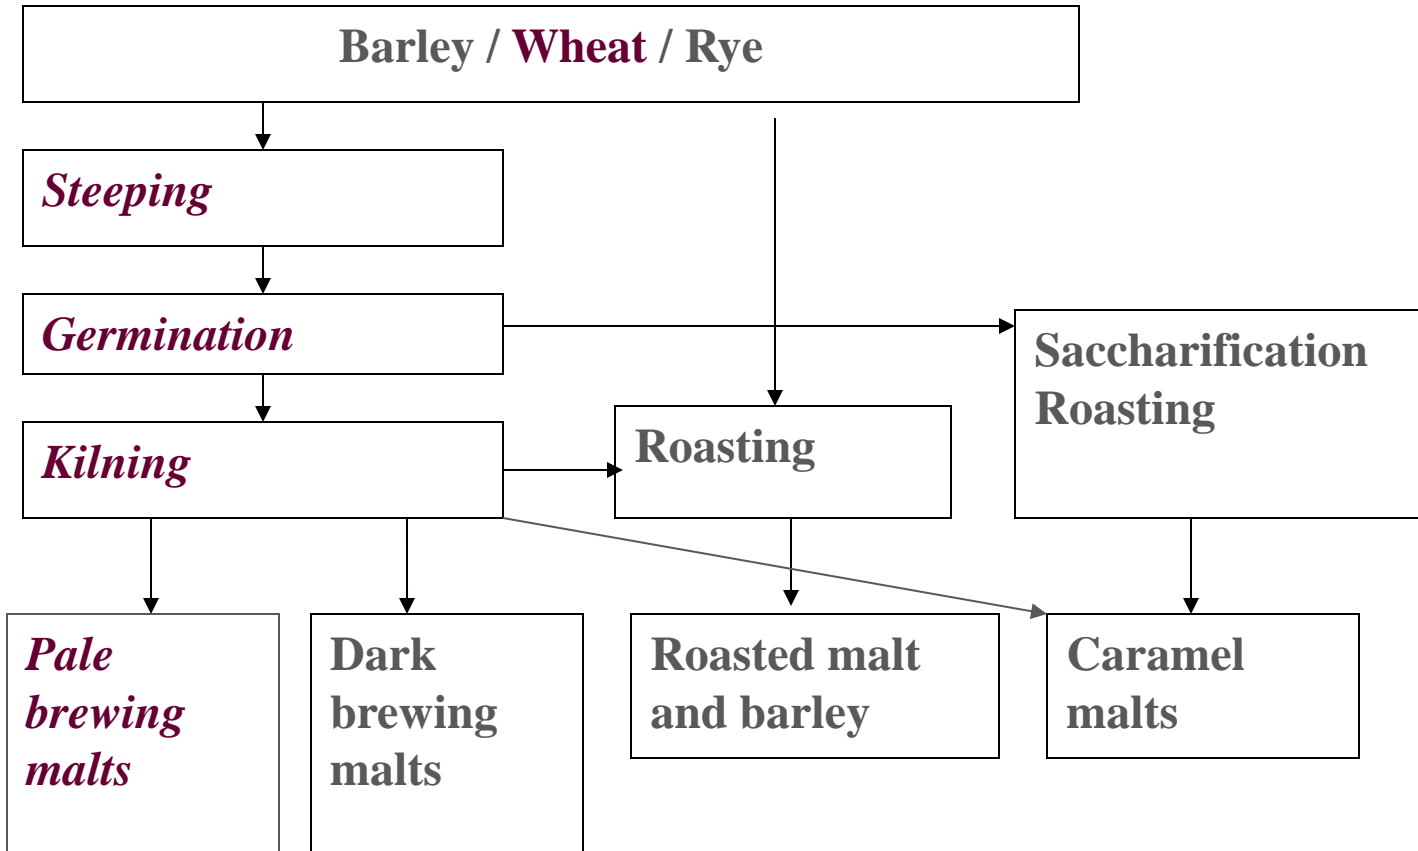 Barley / Wheat / Rye
Steeping
Germination
Saccharification
Roasting
Kilning
Roasting
Pale
brewing
malts
Dark
brewing
malts
Roasted malt
and barley
Caramel
malts